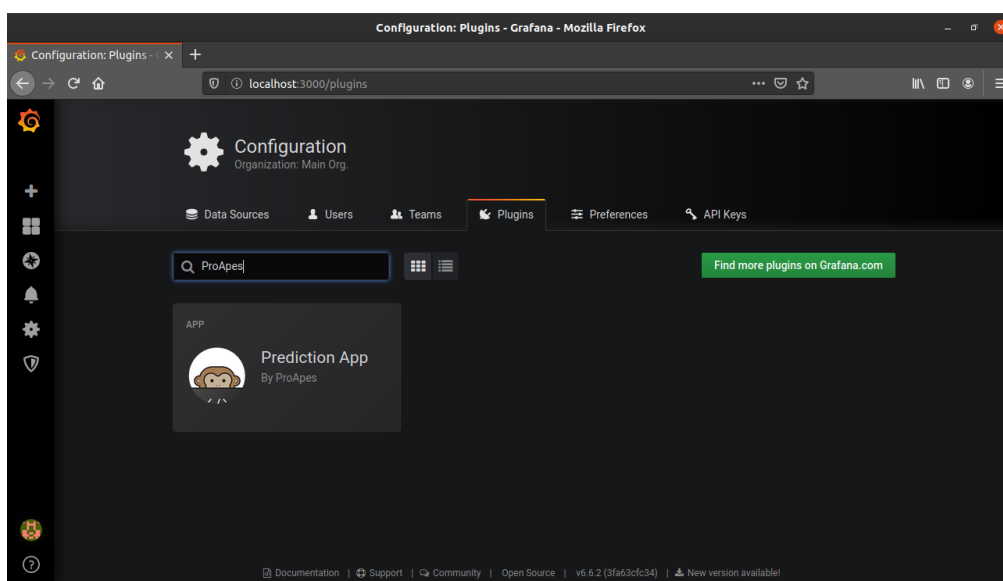 Configuration: Plugins - Grafana - Mozilla Firefox
Configuration: Plugins - G
localhost:3000/plugins
Configuration
Organization: Main Org.
Data Sources Users Teams Plugins Preferences API Keys
ProApes
Find more plugins on Grafana.com
APP
Prediction App
By ProApes
Documentation | Support | Community | Open Source | v6.6.2 (3fa63cfc34) | New version available!